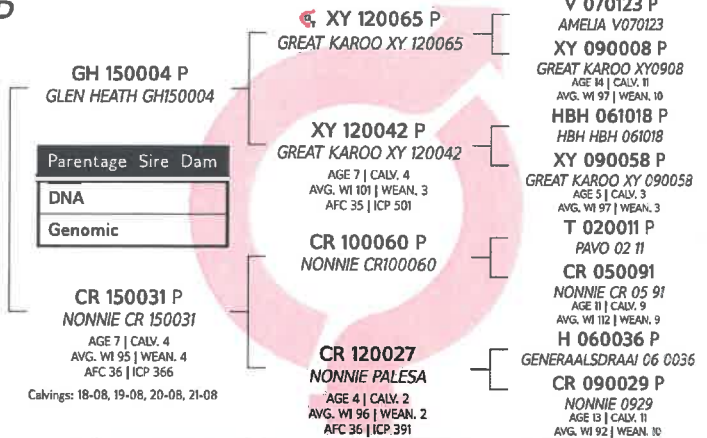 GH 150004 P
GLEN HEATH GH150004
Parentage Sire Dam
DNA
Genomic
CR 150031 P
NONNIE CR 150031
AGE 7 | CALV. 4
AVG. WI 95 | WEAN. 4
AFC 36 | ICP 366
Calvings: 18-08, 19-08, 20-08, 21-08
XY 120065 P
GREAT KAROO XY 120065
XY 120042 P
GREAT KAROO XY 120042
AGE 7 | CALV. 4
AVG. WI 101 | WEAN. 3
AFC 35 | ICP 501
CR 100060 P
NONNIE CR100060
CR 120027
NONNIE PALESA
AGE 4 | CALV. 2
AVG. WI 96 | WEAN. 2
AFC 36 | ICP 391
V 070123 P
AMELIA V070123
XY 090008 P
GREAT KAROO XY0908
AGE 14 | CALV. 11
AVG. WI 97 | WEAN. 10
HBH 061018 P
HBH HBH 061018
XY 090058 P
GREAT KAROO XY 090058
AGE 5 | CALV. 3
AVG. WI 97 | WEAN. 3
T 020011 P
PAVO 02 11
CR 050091
NONNIE CR 05 91
AGE 11 | CALV. 9
AVG. WI 112 | WEAN. 9
H 060036 P
GENERAALSDRAAI 06 0036
CR 090029 P
NONNIE 0929
AGE 13 | CALV. 11
AVG. WI 92 | WEAN. 10